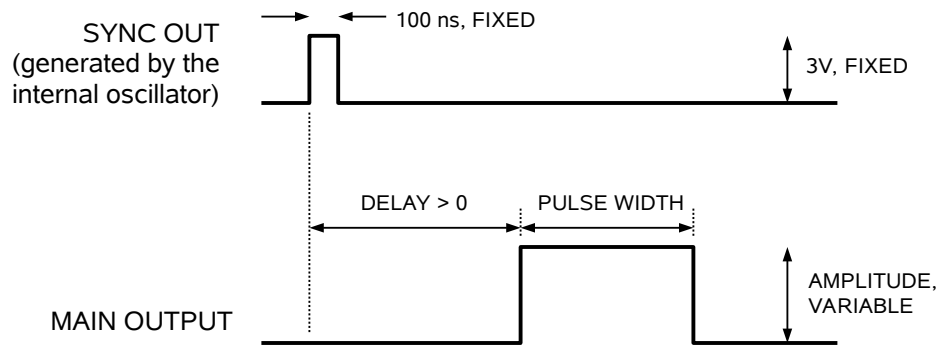 100 ns, FIXED
SYNC OUT
(generated by the
internal oscillator)
3V, FIXED
DELAY > 0
PULSE WIDTH
AMPLITUDE,
VARIABLE
MAIN OUTPUT